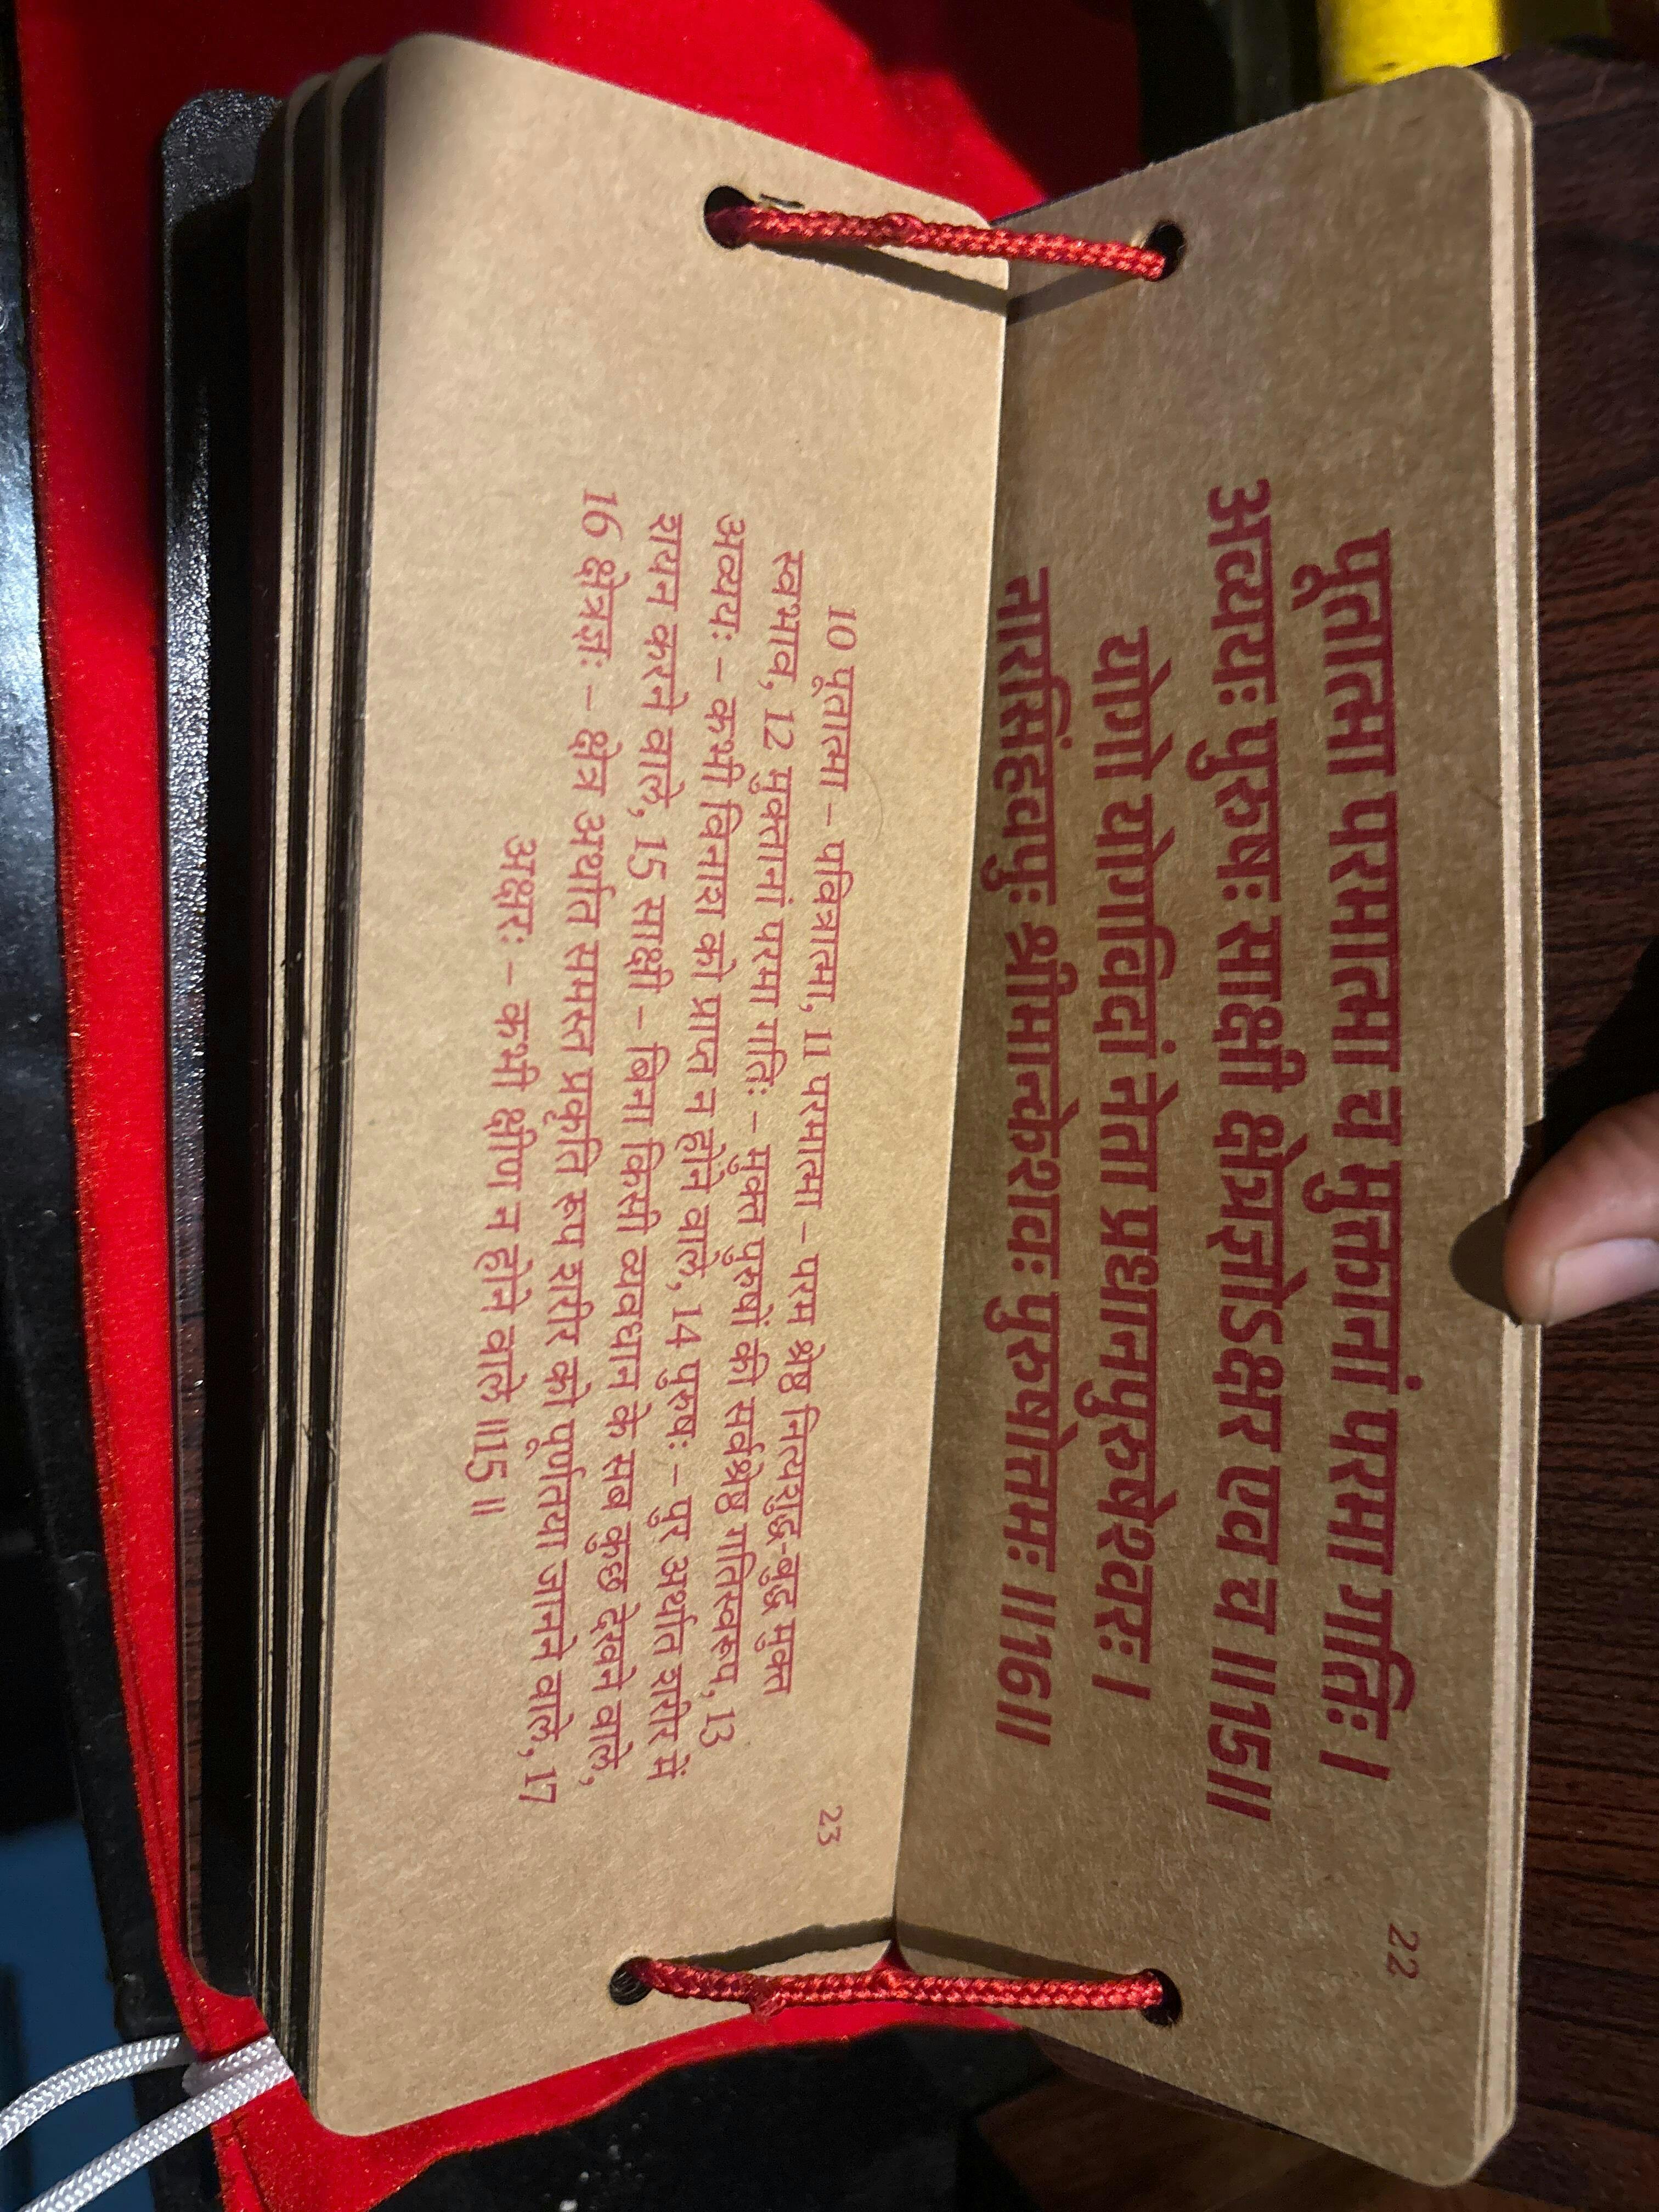 22
पूतात्मा परमात्मा च मुक्तानां परमा गतिः ।
अव्ययः पुरुषः साक्षी क्षेत्रज्ञोऽक्षर एव च ॥15॥
योगो योगविदां नेता प्रधानपुरुषेश्वरः ।
नारसिंहवपुः श्रीमान्केशवः पुरुषोत्तमः ॥16॥
23
10 पूतात्मा – पवित्रात्मा, 11 परमात्मा – परम श्रेष्ठ नित्यशुद्ध-बुद्ध मुक्त
स्वभाव, 12 मुक्तानां परमा गतिः – मुक्त पुरुषों की सर्वश्रेष्ठ गतिस्वरूप, 13
अव्ययः – कभी विनाश को प्राप्त न होने वाले, 14 पुरुषः – पुर अर्थात शरीर में
शयन करने वाले, 15 साक्षी – बिना किसी व्यवधान के सब कुछ देखने वाले,
16 क्षेत्रज्ञः – क्षेत्र अर्थात समस्त प्रकृति रूप शरीर को पूर्णतया जानने वाले, 17
अक्षरः – कभी क्षीण न होने वाले ॥15॥